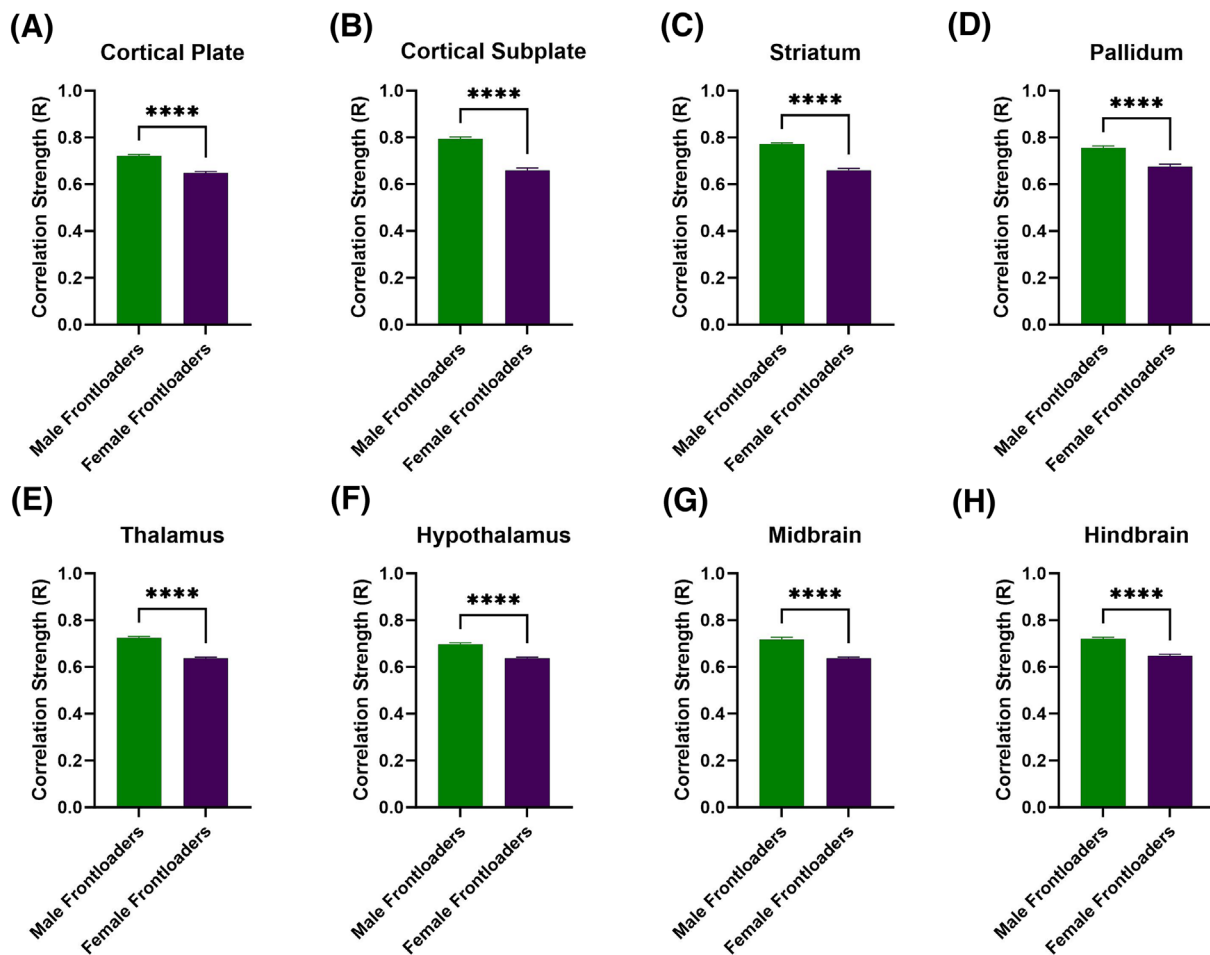 (A)
Cortical Plate
Correlation Strength (R)
1.0
0.8
0.6
0.4
0.2
0.0
****
Male Frontloaders
Female Frontloaders
(B)
Cortical Subplate
Correlation Strength (R)
1.0
0.8
0.6
0.4
0.2
0.0
****
Male Frontloaders
Female Frontloaders
(C)
Striatum
Correlation Strength (R)
1.0
0.8
0.6
0.4
0.2
0.0
****
Male Frontloaders
Female Frontloaders
(D)
Pallidum
Correlation Strength (R)
1.0
0.8
0.6
0.4
0.2
0.0
****
Male Frontloaders
Female Frontloaders
(E)
Thalamus
Correlation Strength (R)
1.0
0.8
0.6
0.4
0.2
0.0
****
Male Frontloaders
Female Frontloaders
(F)
Hypothalamus
Correlation Strength (R)
1.0
0.8
0.6
0.4
0.2
0.0
****
Male Frontloaders
Female Frontloaders
(G)
Midbrain
Correlation Strength (R)
1.0
0.8
0.6
0.4
0.2
0.0
****
Male Frontloaders
Female Frontloaders
(H)
Hindbrain
Correlation Strength (R)
1.0
0.8
0.6
0.4
0.2
0.0
****
Male Frontloaders
Female Frontloaders